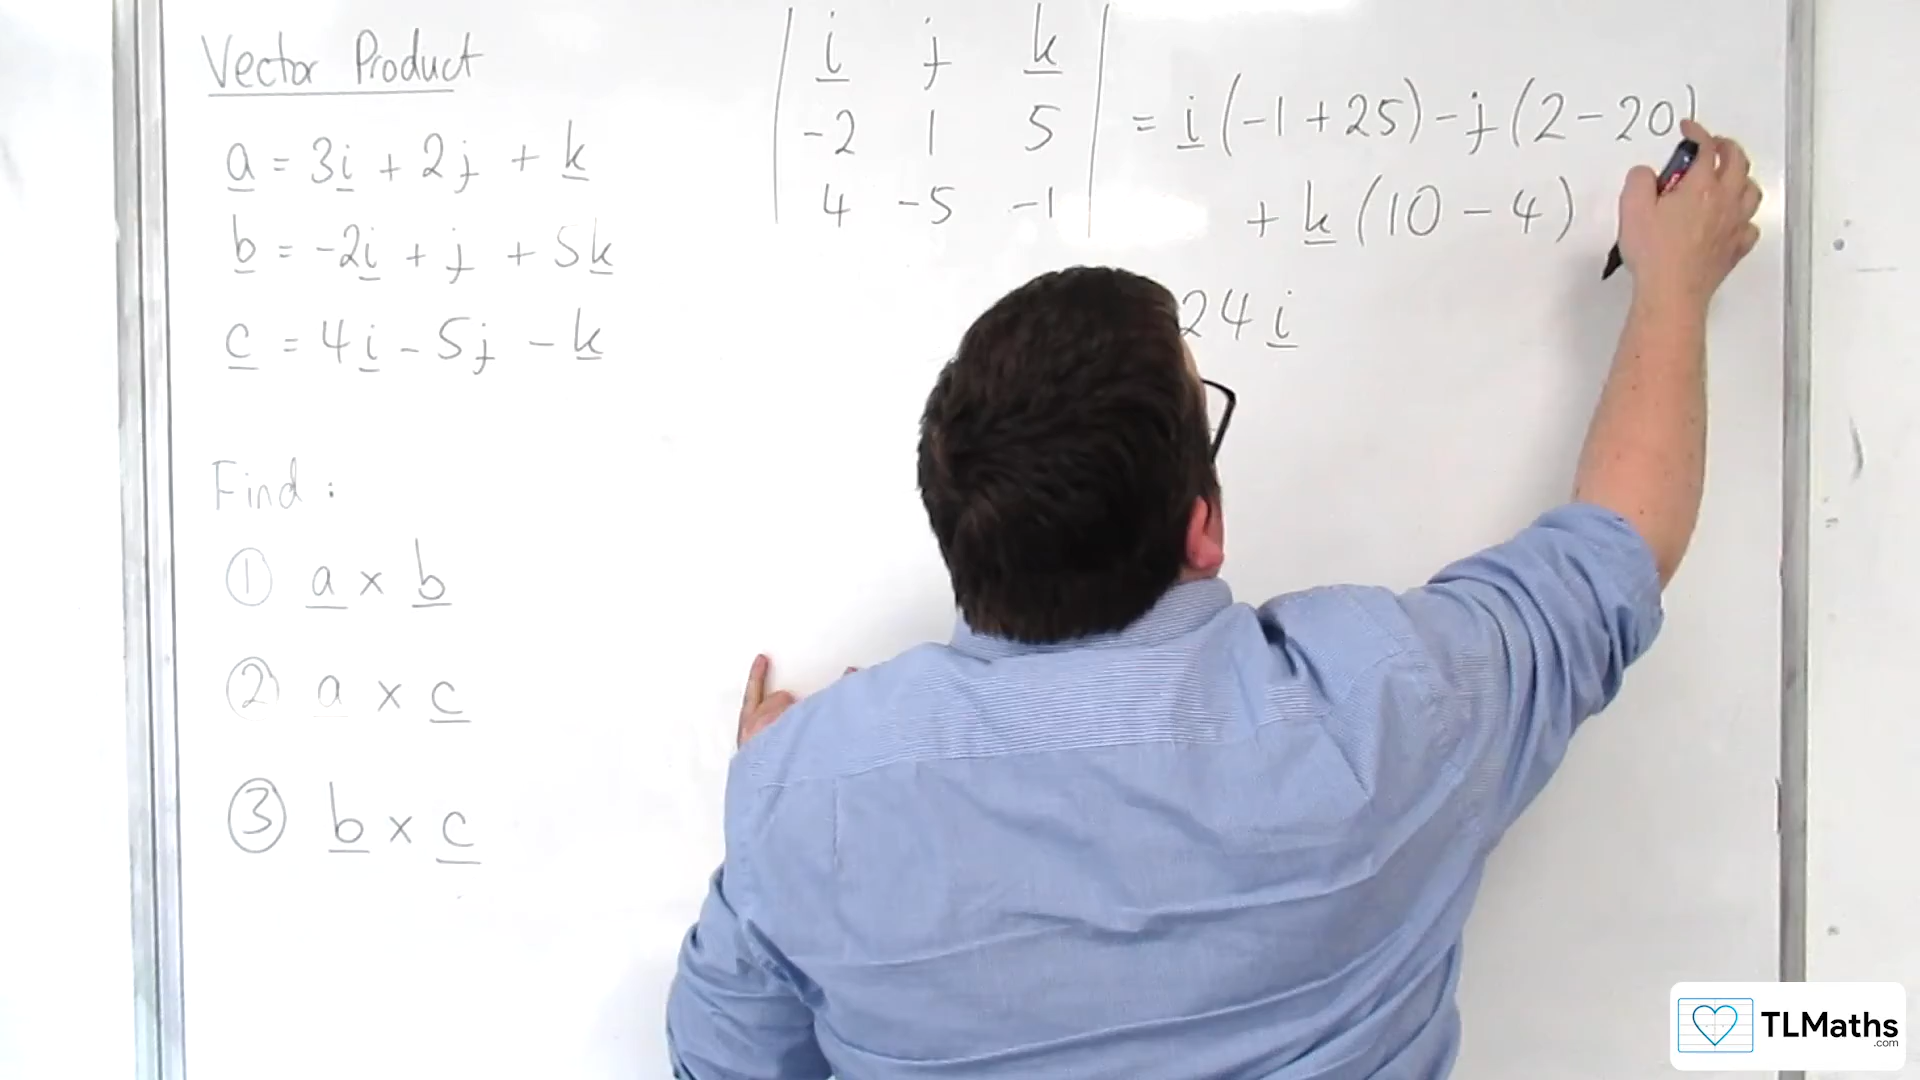 Vector Product
a = 3i + 2j + k
b = -2i + j + 5k
c = 4i - 5j - k
Find :
① a x b
② a x c
③ b x c
i j k
-2 1 5
4 -5 -1
= i(-1+25) - j(2-20)
+ k(10-4)
24i
TLMaths
.com